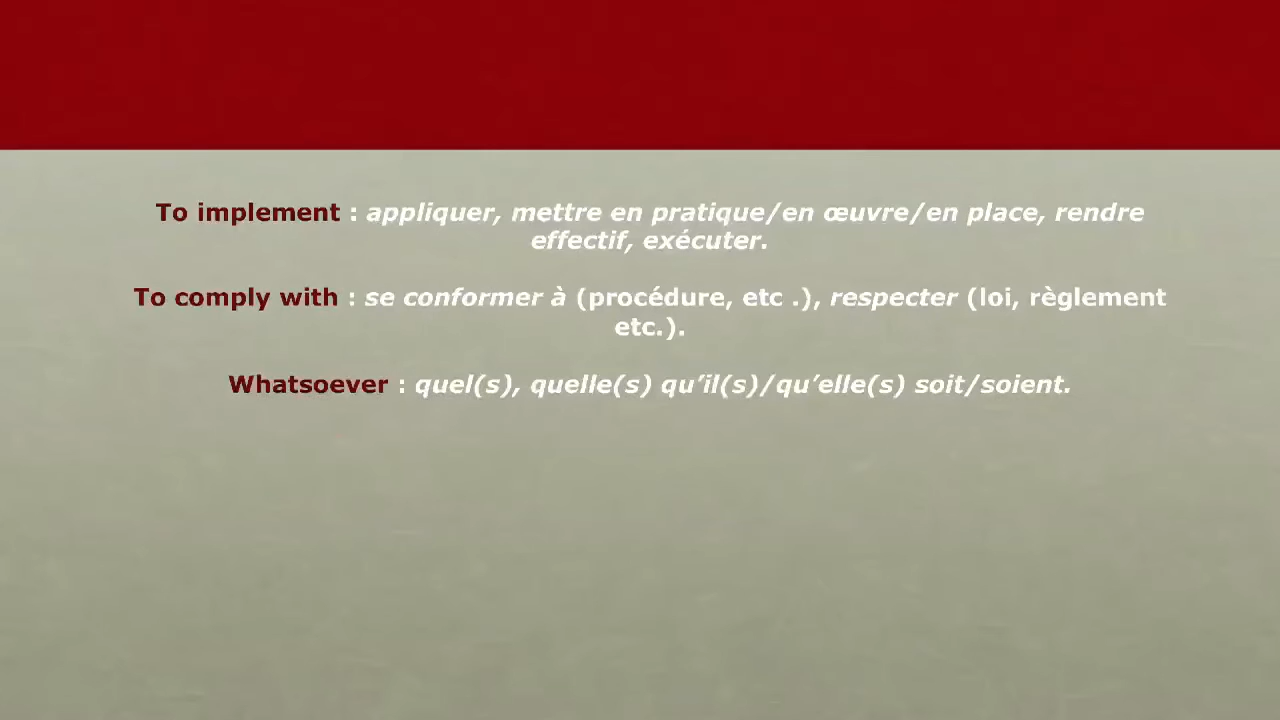 To implement : appliquer, mettre en pratique/en œuvre/en place, rendre
effectif, exécuter.
To comply with : se conformer à (procédure, etc .), respecter (loi, règlement
etc.).
Whatsoever : quel(s), quelle(s) qu’il(s)/qu’elle(s) soit/soient.